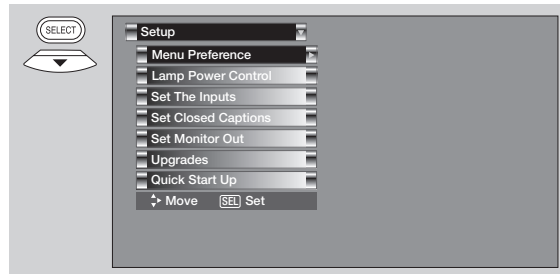 SELECT
Setup
Menu Preference
Lamp Power Control
Set The Inputs
Set Closed Captions
Set Monitor Out
Upgrades
Quick Start Up
Move SEL Set